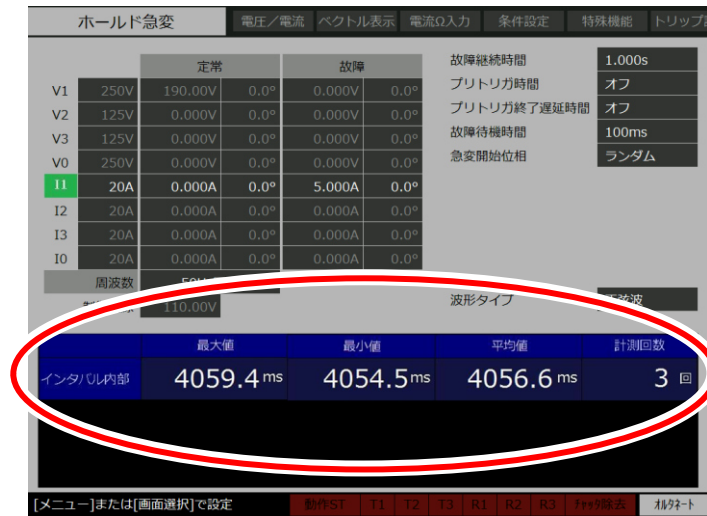 ホールド急変 電圧／電流 ベクトル表示 電流Ω入力 条件設定 特殊機能 トリップ
定常 故障
V1 250V 190.00V 0.0° 0.000V 0.0°
V2 125V 0.000V 0.0° 0.000V 0.0°
V3 125V 0.000V 0.0° 0.000V 0.0°
V0 250V 0.000V 0.0° 0.000V 0.0°
I1 20A 0.000A 0.0° 5.000A 0.0°
I2 20A 0.000A 0.0° 0.000A 0.0°
I3 20A 0.000A 0.0° 0.000A 0.0°
I0 20A 0.000A 0.0° 0.000A 0.0°
周波数
110.00V
故障継続時間 1.000s
プリトリガ時間 オフ
プリトリガ終了遅延時間 オフ
故障待機時間 100ms
急変開始位相 ランダム
波形タイプ
最大値 最小値 平均値 計測回数
インタバル内部 4059.4 ms 4054.5 ms 4056.6 ms 3 回
[メニュー]または[画面選択]で設定 動作ST T1 T2 T3 R1 R2 R3 チャタ除去 オルタネート